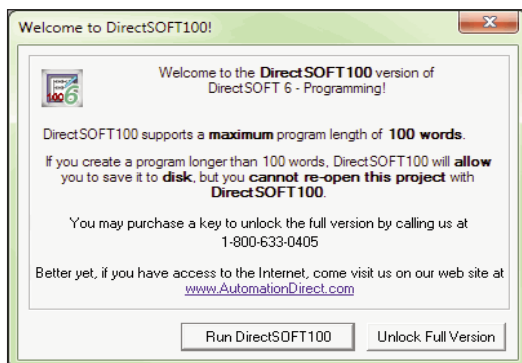 Welcome to DirectSOFT100!
Welcome to the DirectSOFT100 version of
DirectSOFT 6 - Programming!
100 6
DirectSOFT100 supports a maximum program length of 100 words.
If you create a program longer than 100 words, DirectSOFT100 will allow
you to save it to disk, but you cannot re-open this project with
DirectSOFT100.
You may purchase a key to unlock the full version by calling us at
1-800-633-0405
Better yet, if you have access to the Internet, come visit us on our web site at
www.AutomationDirect.com
Run DirectSOFT100
Unlock Full Version